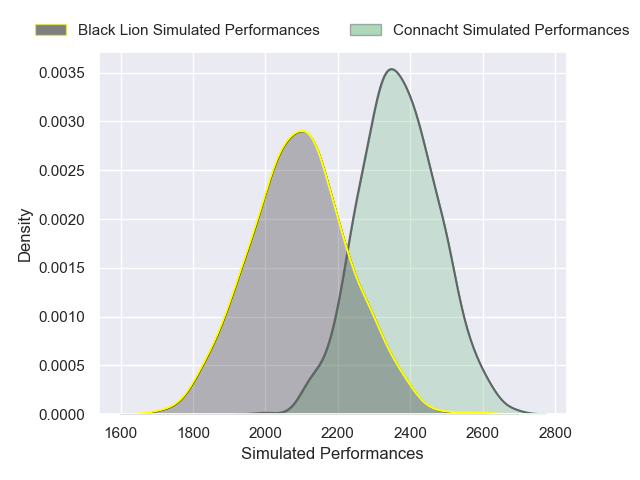 Black Lion Simulated Performances
Connacht Simulated Performances
0.0035
0.0030
0.0025
0.0020
0.0015
0.0010
0.0005
0.0000
Density
1600 1800 2000 2200 2400 2600 2800
Simulated Performances